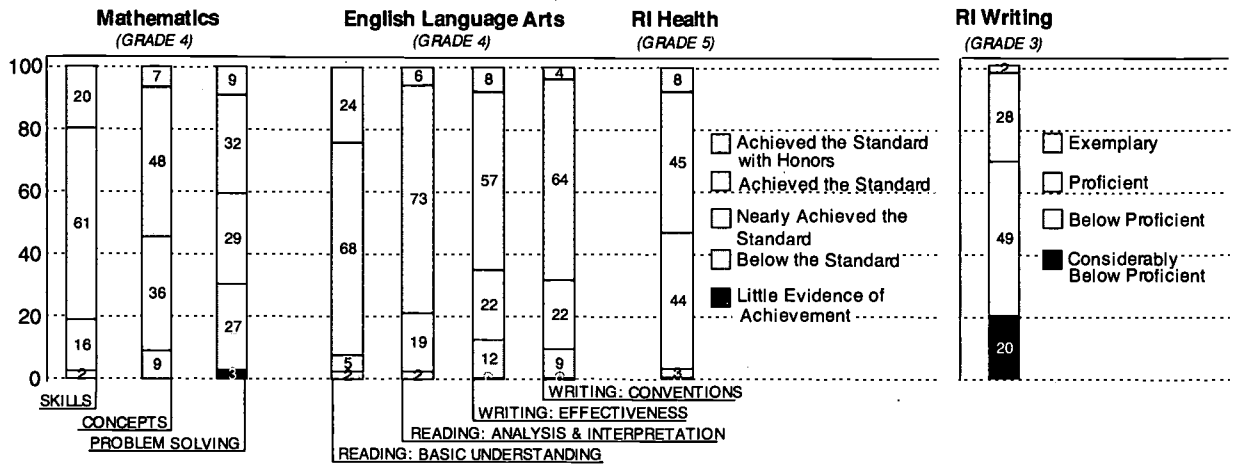 Mathematics
(GRADE 4)
English Language Arts
(GRADE 4)
RI Health
(GRADE 5)
RI Writing
(GRADE 3)
100
80
60
40
20
0
20
61
16
2
7
48
36
9
9
32
29
27
3
24
68
5
2
6
73
19
2
8
57
22
12
4
64
22
9
8
45
44
3
Achieved the Standard
with Honors
Achieved the Standard
Nearly Achieved the
Standard
Below the Standard
Little Evidence of
Achievement
2
28
49
20
Exemplary
Proficient
Below Proficient
Considerably
Below Proficient
SKILLS
CONCEPTS
PROBLEM SOLVING
WRITING: CONVENTIONS
WRITING: EFFECTIVENESS
READING: ANALYSIS & INTERPRETATION
READING: BASIC UNDERSTANDING